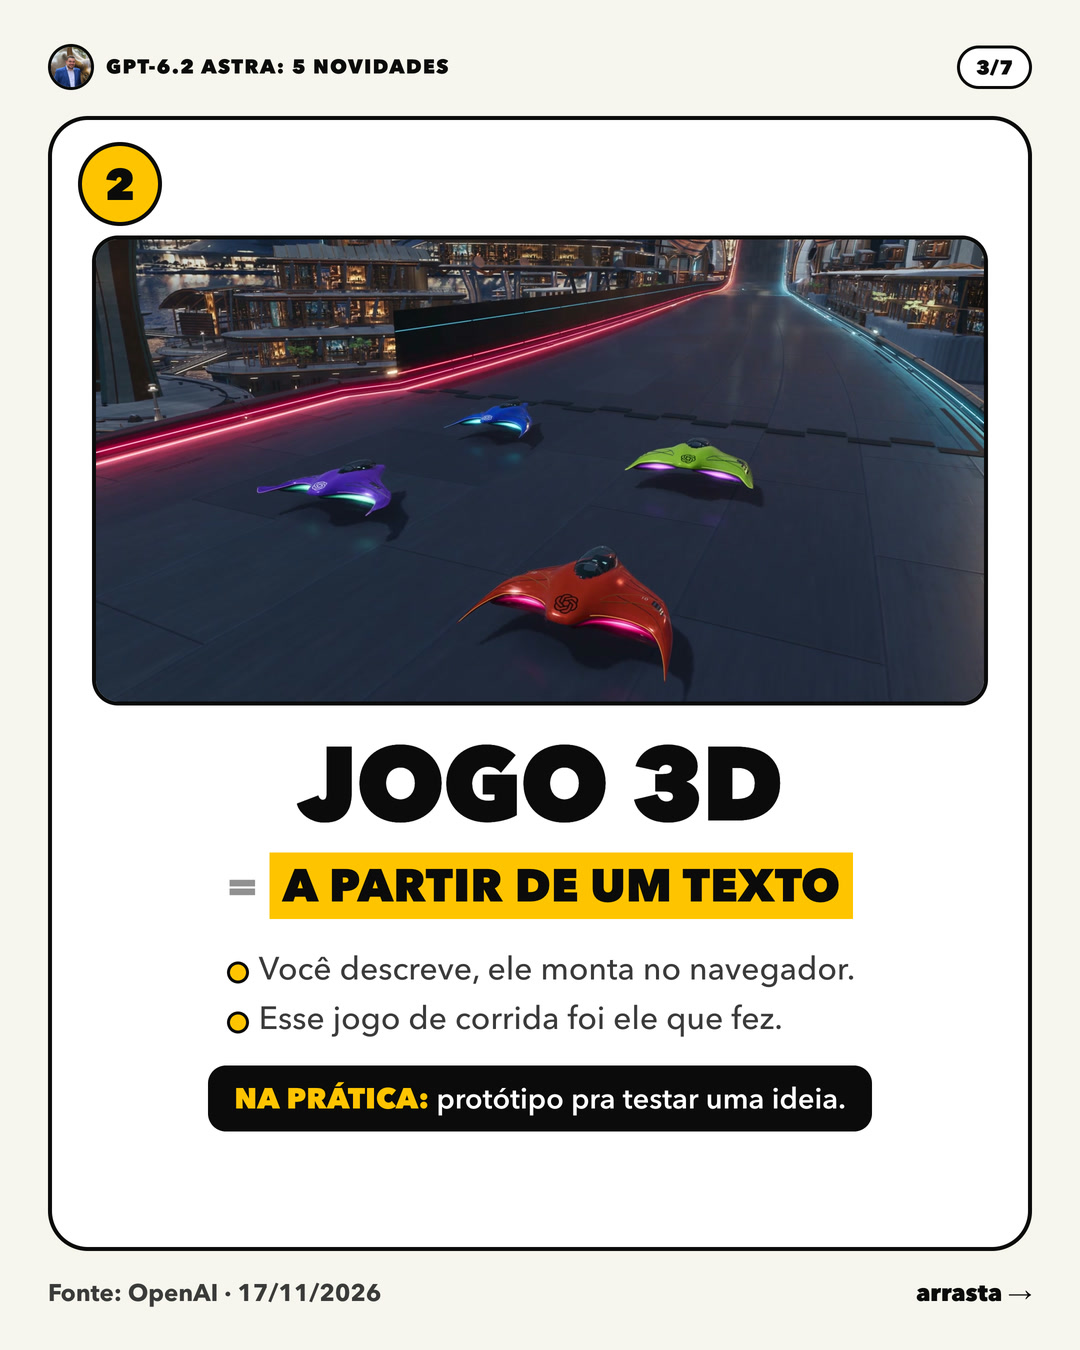 GPT-6.2 ASTRA: 5 NOVIDADES
3/7
2
JOGO 3D
= A PARTIR DE UM TEXTO
Você descreve, ele monta no navegador.
Esse jogo de corrida foi ele que fez.
NA PRÁTICA: protótipo pra testar uma ideia.
Fonte: OpenAI · 17/11/2026
arrasta →